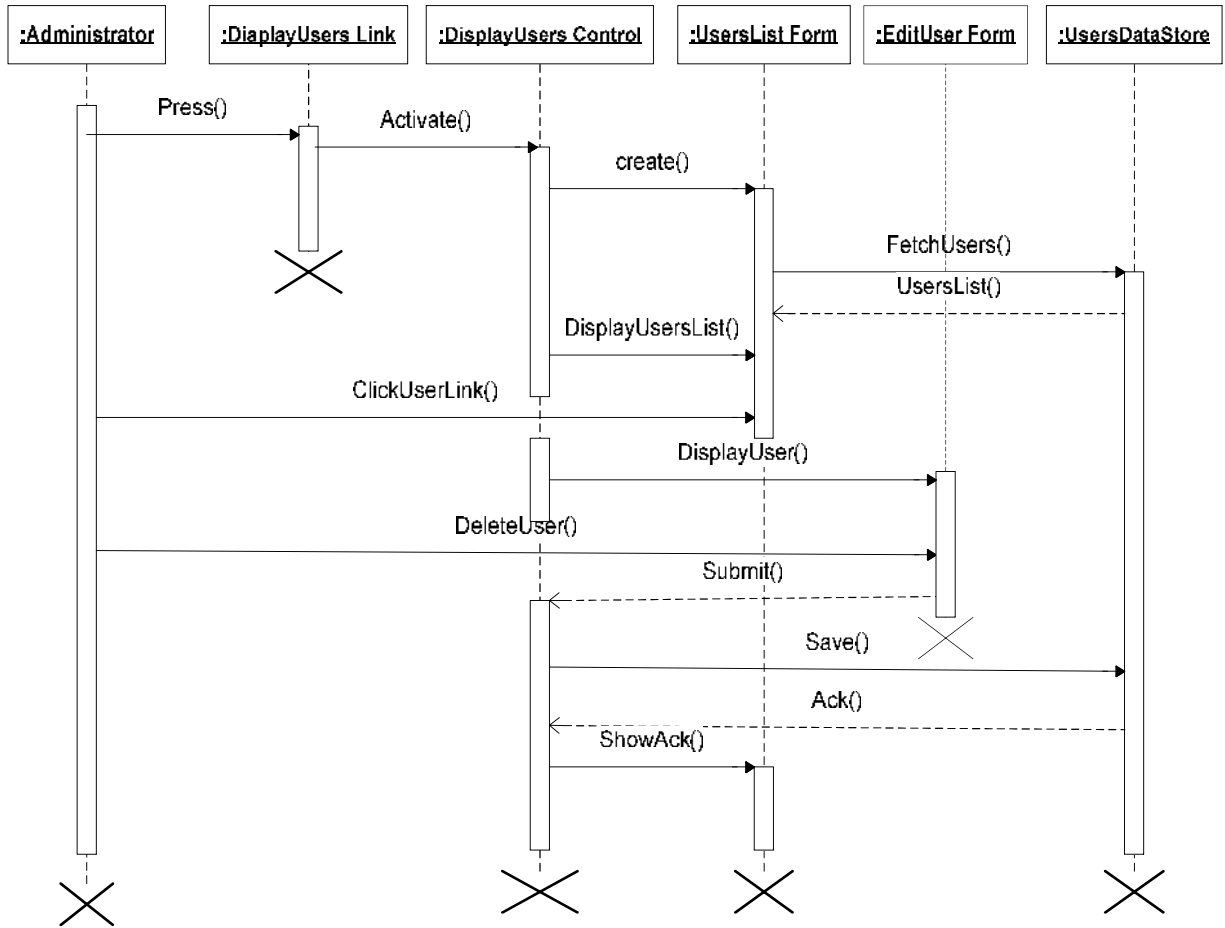 :Administrator
:DiaplayUsers Link
:DisplayUsers Control
:UsersList Form
:EditUser Form
:UsersDataStore
Press()
Activate()
create()
FetchUsers()
UsersList()
DisplayUsersList()
ClickUserLink()
DisplayUser()
DeleteUser()
Submit()
Save()
Ack()
ShowAck()